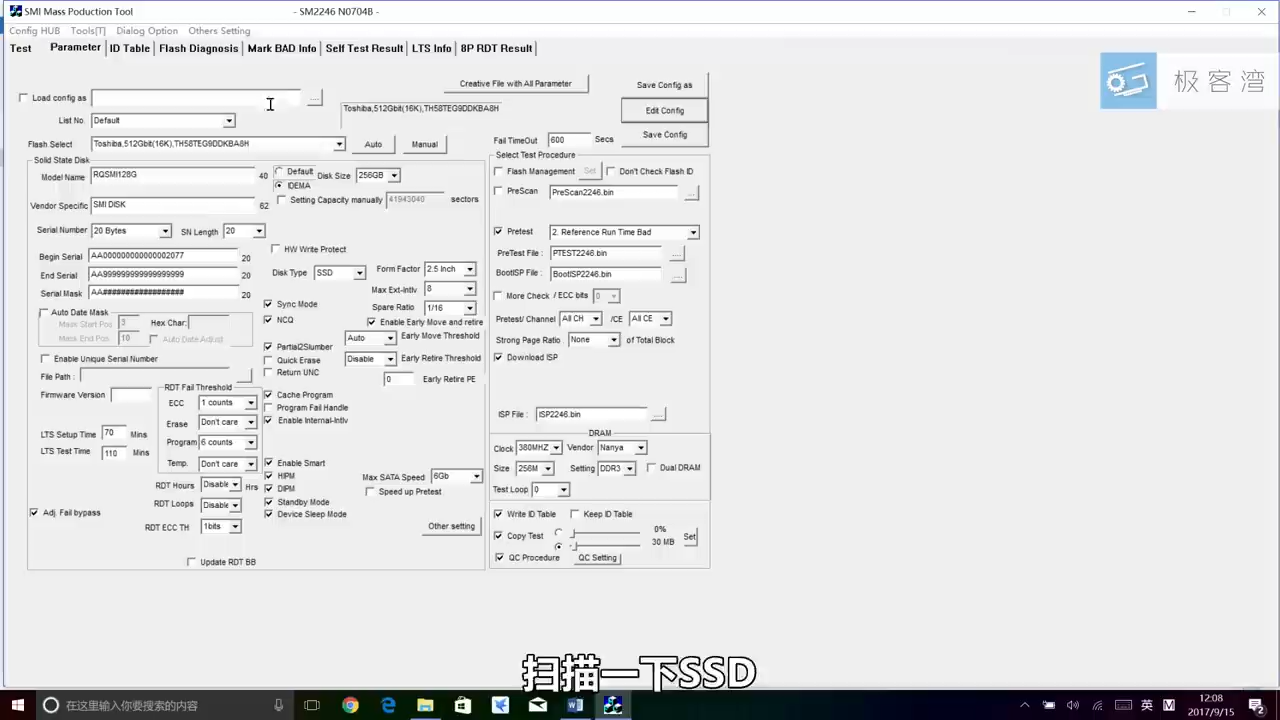 SMI Mass Poduction Tool - SM2246 N0704B -
Config HUB Tools[T] Dialog Option Others Setting
Test Parameter ID Table Flash Diagnosis Mark BAD Info Self Test Result LTS Info 8P RDT Result
极客湾
Load config as ....
Creative File with All Parameter
Save Config as
Toshiba,512Gbit(16K),TH58TEG9DDKBA8H
Edit Config
List No. Default
Save Config
Flash Select Toshiba,512Gbit(16K),TH58TEG9DDKBA8H Auto Manual
Fail TimeOut 600 Secs
Solid State Disk
Model Name RQSMI128G 40
Default
IDEMA
Disk Size 256GB
Setting Capacity manually 41943040 sectors
Vendor Specific SMI DISK 62
Serial Number 20 Bytes SN Length 20
Begin Serial AA000000000000002077 20
End Serial AA999999999999999999 20
Serial Mask AA################## 20
Auto Date Mask
Mask Start Pos 3 Hex Char:
Mask End Pos 10 Auto Date Adjust
Enable Unique Serial Number
File Path :
Firmware Version
LTS Setup Time 70 Mins
LTS Test Time 110 Mins
RDT Fail Threshold
ECC 1 counts
Erase Don't care
Program 6 counts
Temp. Don't care
RDT Hours Disable Hrs
RDT Loops Disable
RDT ECC TH 1bits
Adj. Fail bypass
Update RDT BB
HW Write Protect
Disk Type SSD
Form Factor 2.5 Inch
Max Ext-Intlv 8
Spare Ratio 1/16
Sync Mode
NCQ
Enable Early Move and retire
Auto Early Move Threshold
Partial2Slumber
Quick Erase
Disable Early Retire Threshold
Return UNC
0 Early Retire PE
Cache Program
Program Fail Handle
Enable Internal-Intlv
Enable Smart
HIPM
DIPM
Standby Mode
Device Sleep Mode
Max SATA Speed 6Gb
Speed up Pretest
Other setting
Select Test Procedure
Flash Management Set Don't Check Flash ID
PreScan PreScan2246.bin ...
Pretest 2. Reference Run Time Bad
PreTest File : PTEST2246.bin ....
BootISP File : BootISP2246.bin ....
More Check / ECC bits 0
Pretest/ Channel All CH /CE All CE
Strong Page Ratio None of Total Block
Download ISP
ISP File : ISP2246.bin ....
DRAM
Clock 380MHZ Vendor Nanya
Size 256M Setting DDR3 Dual DRAM
Test Loop 0
Write ID Table Keep ID Table
Copy Test 0%
30 MB Set
QC Procedure QC Setting
扫描一下SSD
在这里输入你要搜索的内容
英 M
12:08
2017/9/15
2